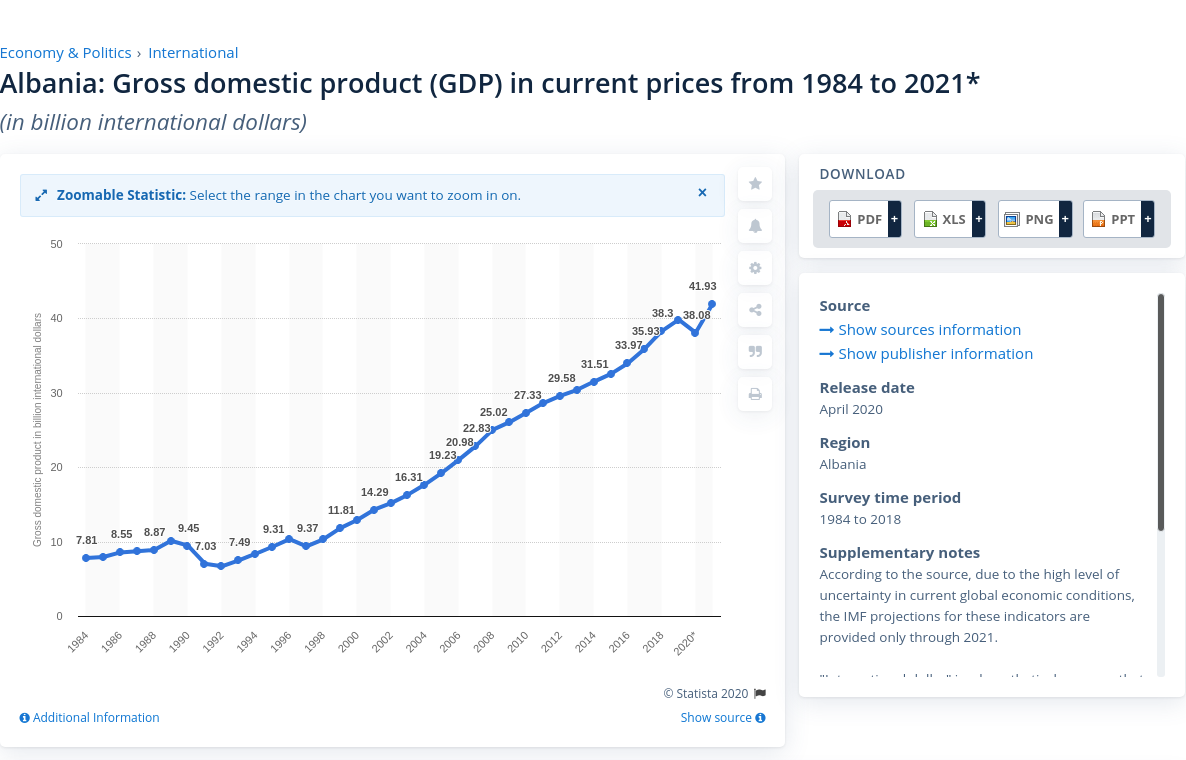 Economy & Politics › International
Albania: Gross domestic product (GDP) in current prices from 1984 to 2021*
(in billion international dollars)
Zoomable Statistic: Select the range in the chart you want to zoom in on. ×
Gross domestic product in billion international dollars
50
40
30
20
10
0
7.81
8.55
8.87
9.45
7.03
7.49
9.31
9.37
11.81
14.29
16.31
19.23
20.98
22.83
25.02
27.33
29.58
31.51
33.97
35.93
38.3
38.08
41.93
1984
1986
1988
1990
1992
1994
1996
1998
2000
2002
2004
2006
2008
2010
2012
2014
2016
2018
2020*
© Statista 2020
Additional Information
Show source
DOWNLOAD
PDF + XLS + PNG + PPT +
Source
Show sources information
Show publisher information
Release date
April 2020
Region
Albania
Survey time period
1984 to 2018
Supplementary notes
According to the source, due to the high level of
uncertainty in current global economic conditions,
the IMF projections for these indicators are
provided only through 2021.